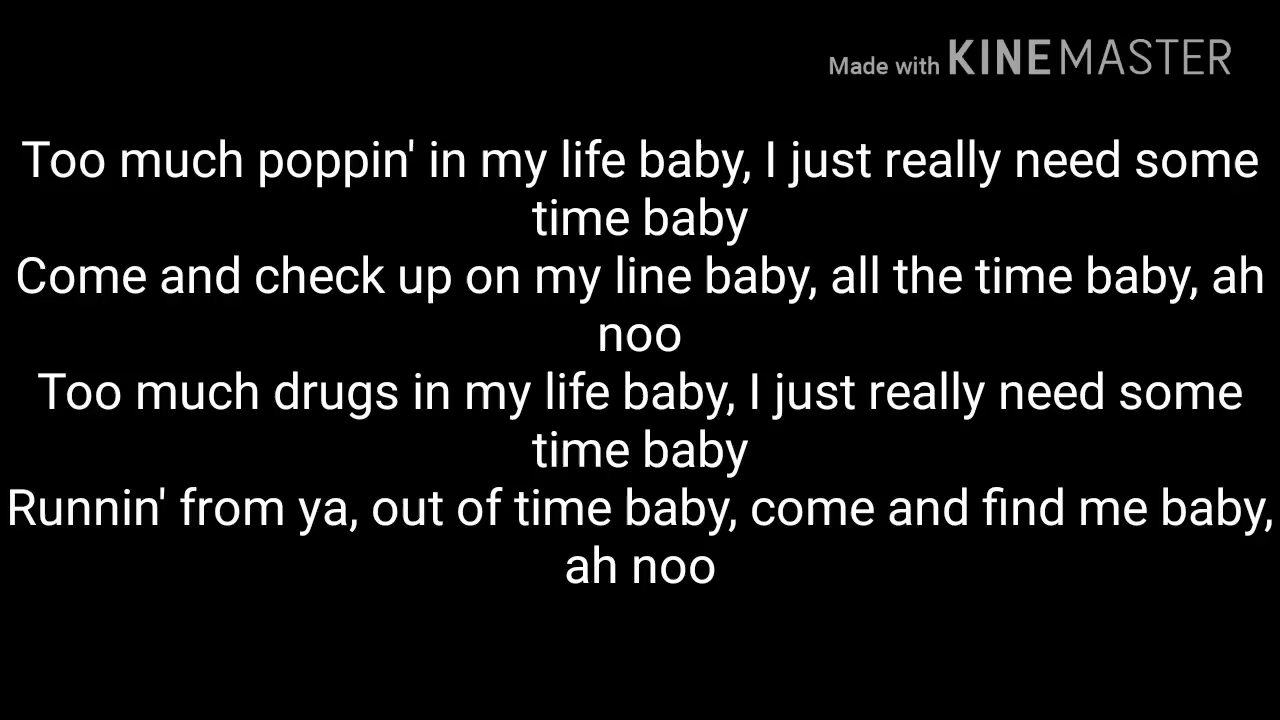 Made with KINEMASTER
Too much poppin' in my life baby, I just really need some
time baby
Come and check up on my line baby, all the time baby, ah
noo
Too much drugs in my life baby, I just really need some
time baby
Runnin' from ya, out of time baby, come and find me baby,
ah noo